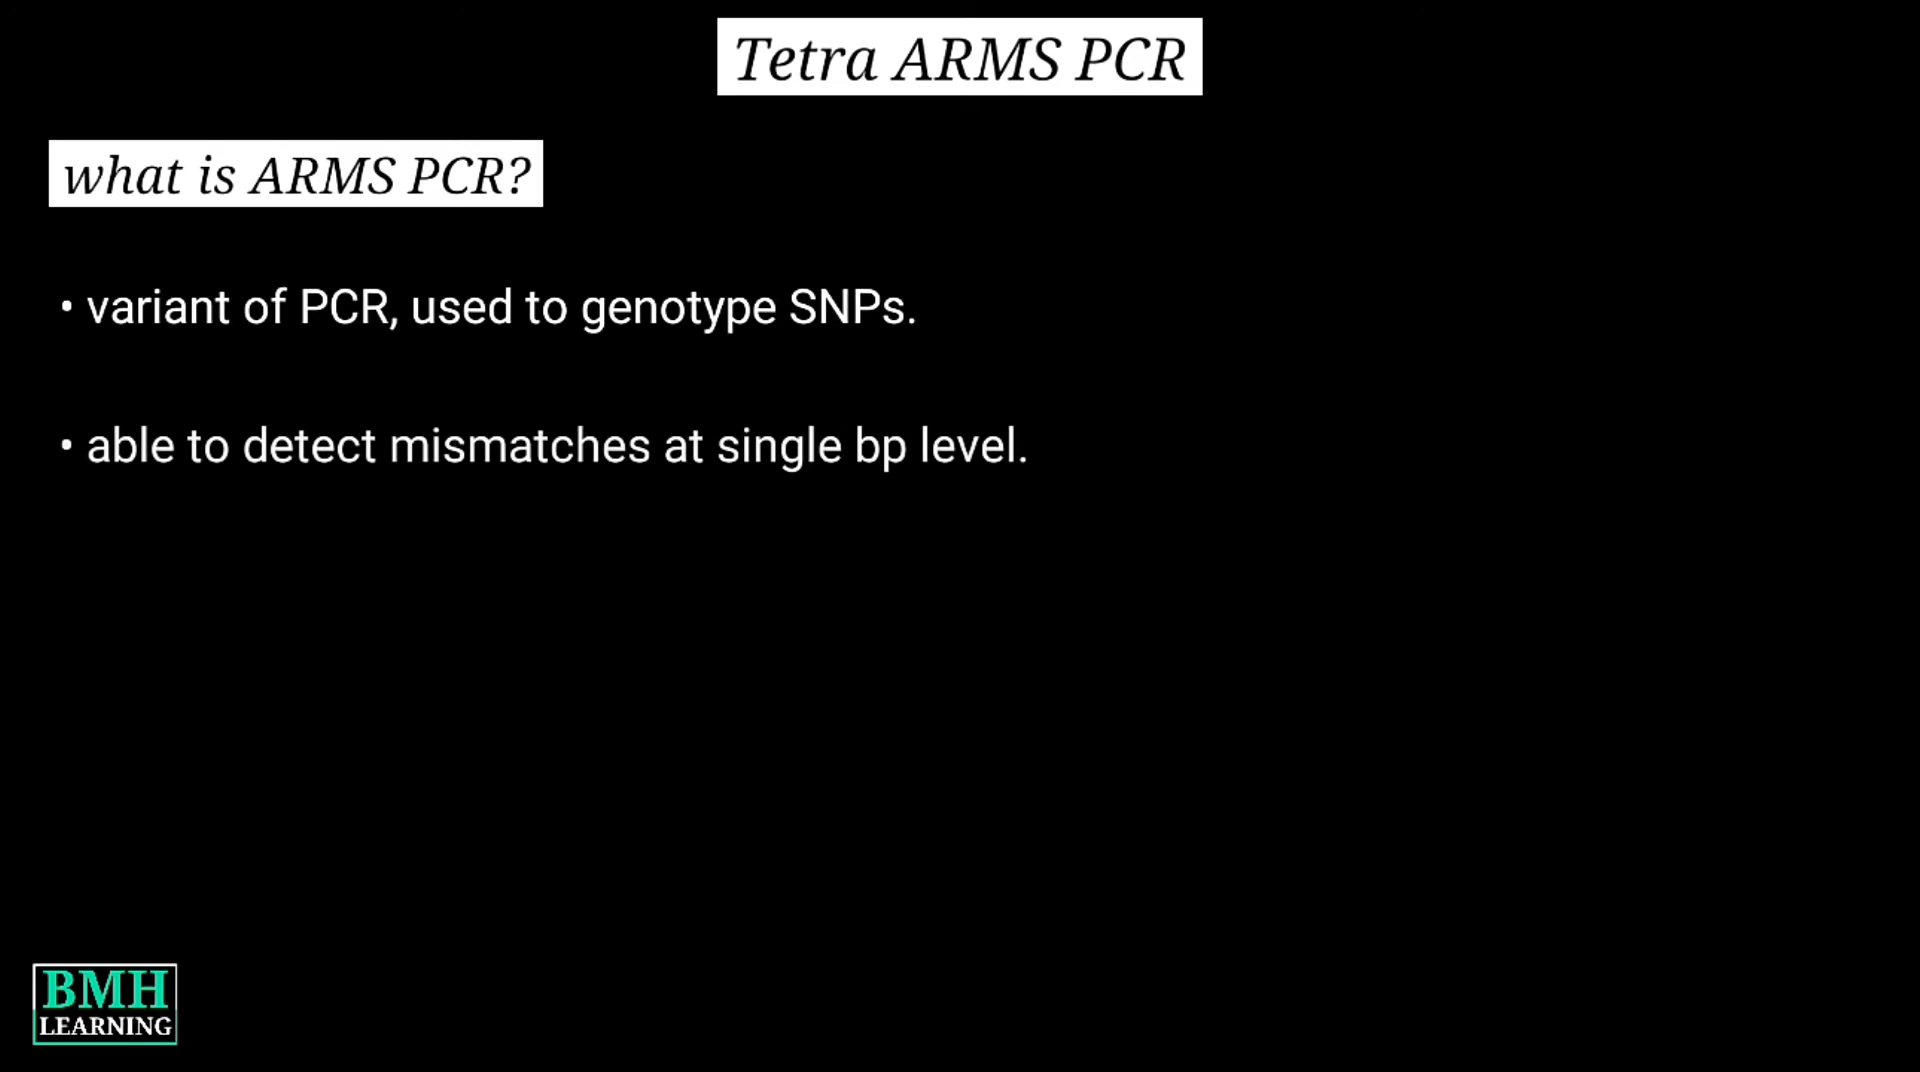 Tetra ARMS PCR
what is ARMS PCR?
• variant of PCR, used to genotype SNPs.
• able to detect mismatches at single bp level.
BMH
LEARNING